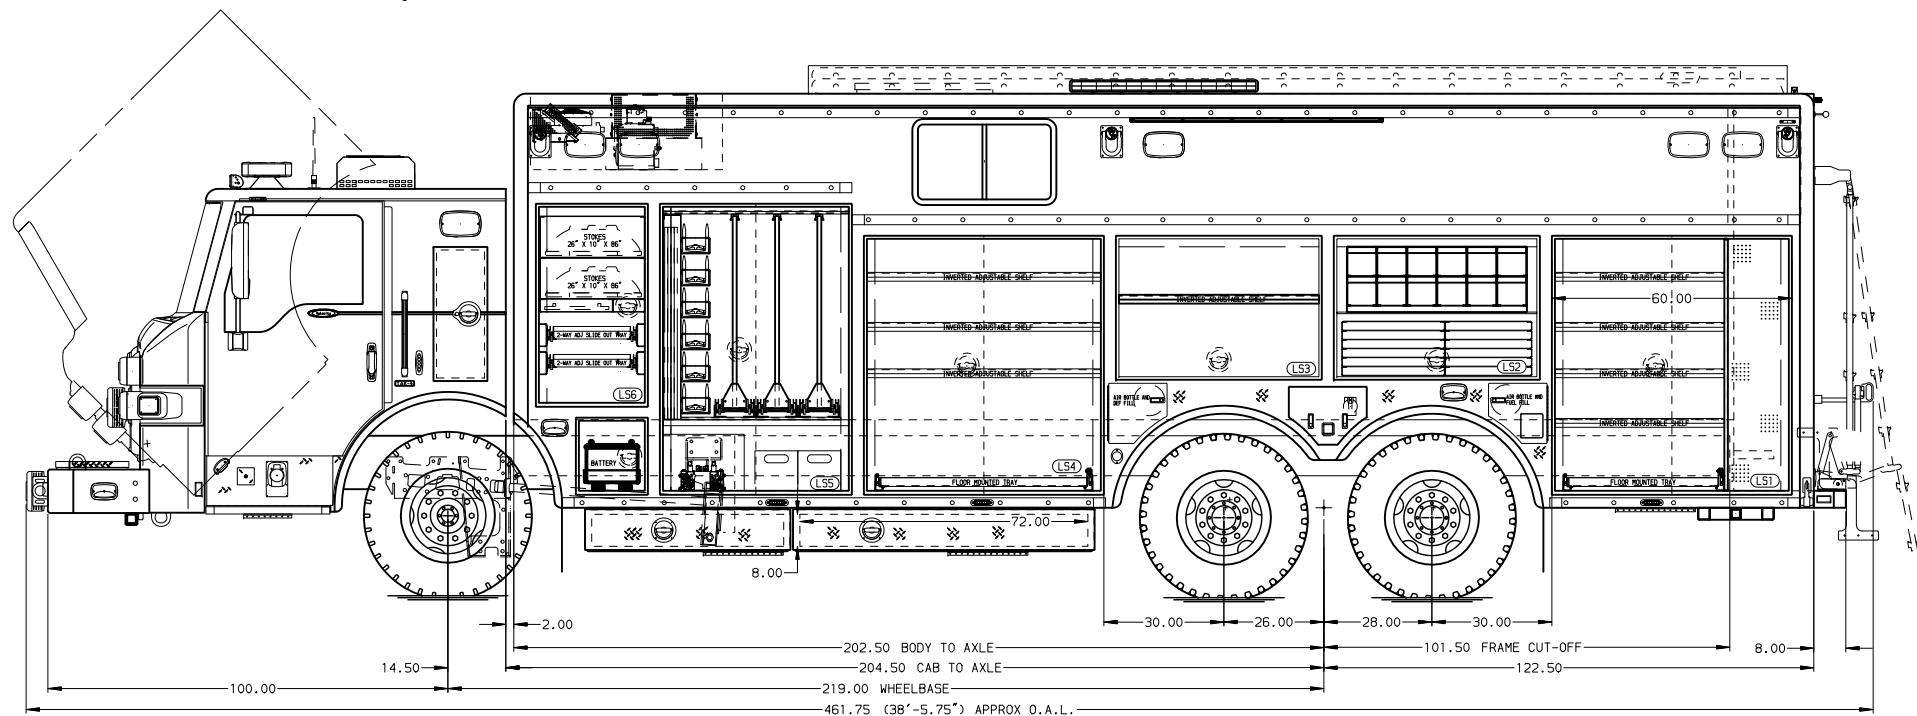 STOKES
26" X 10" X 86"
STOKES
26" X 10" X 86"
2-WAY ADJ SLIDE OUT TRAY
2-WAY ADJ SLIDE OUT TRAY
LS6
BATTERY
LS5
INVERTED ADJUSTABLE SHELF
INVERTED ADJUSTABLE SHELF
INVERTED ADJUSTABLE SHELF
INVERTED ADJUSTABLE SHELF
LS4
FLOOR MOUNTED TRAY
INVERTED ADJUSTABLE SHELF
LS3
LS2
AIR BOTTLE AND
DEF FILL
AIR BOTTLE AND
FUEL FILL
INVERTED ADJUSTABLE SHELF
60.00
INVERTED ADJUSTABLE SHELF
INVERTED ADJUSTABLE SHELF
INVERTED ADJUSTABLE SHELF
LS1
FLOOR MOUNTED TRAY
72.00
8.00
2.00
30.00
26.00
28.00
30.00
202.50 BODY TO AXLE
101.50 FRAME CUT-OFF
8.00
14.50
204.50 CAB TO AXLE
122.50
100.00
219.00 WHEELBASE
461.75 (38'-5.75") APPROX O.A.L.